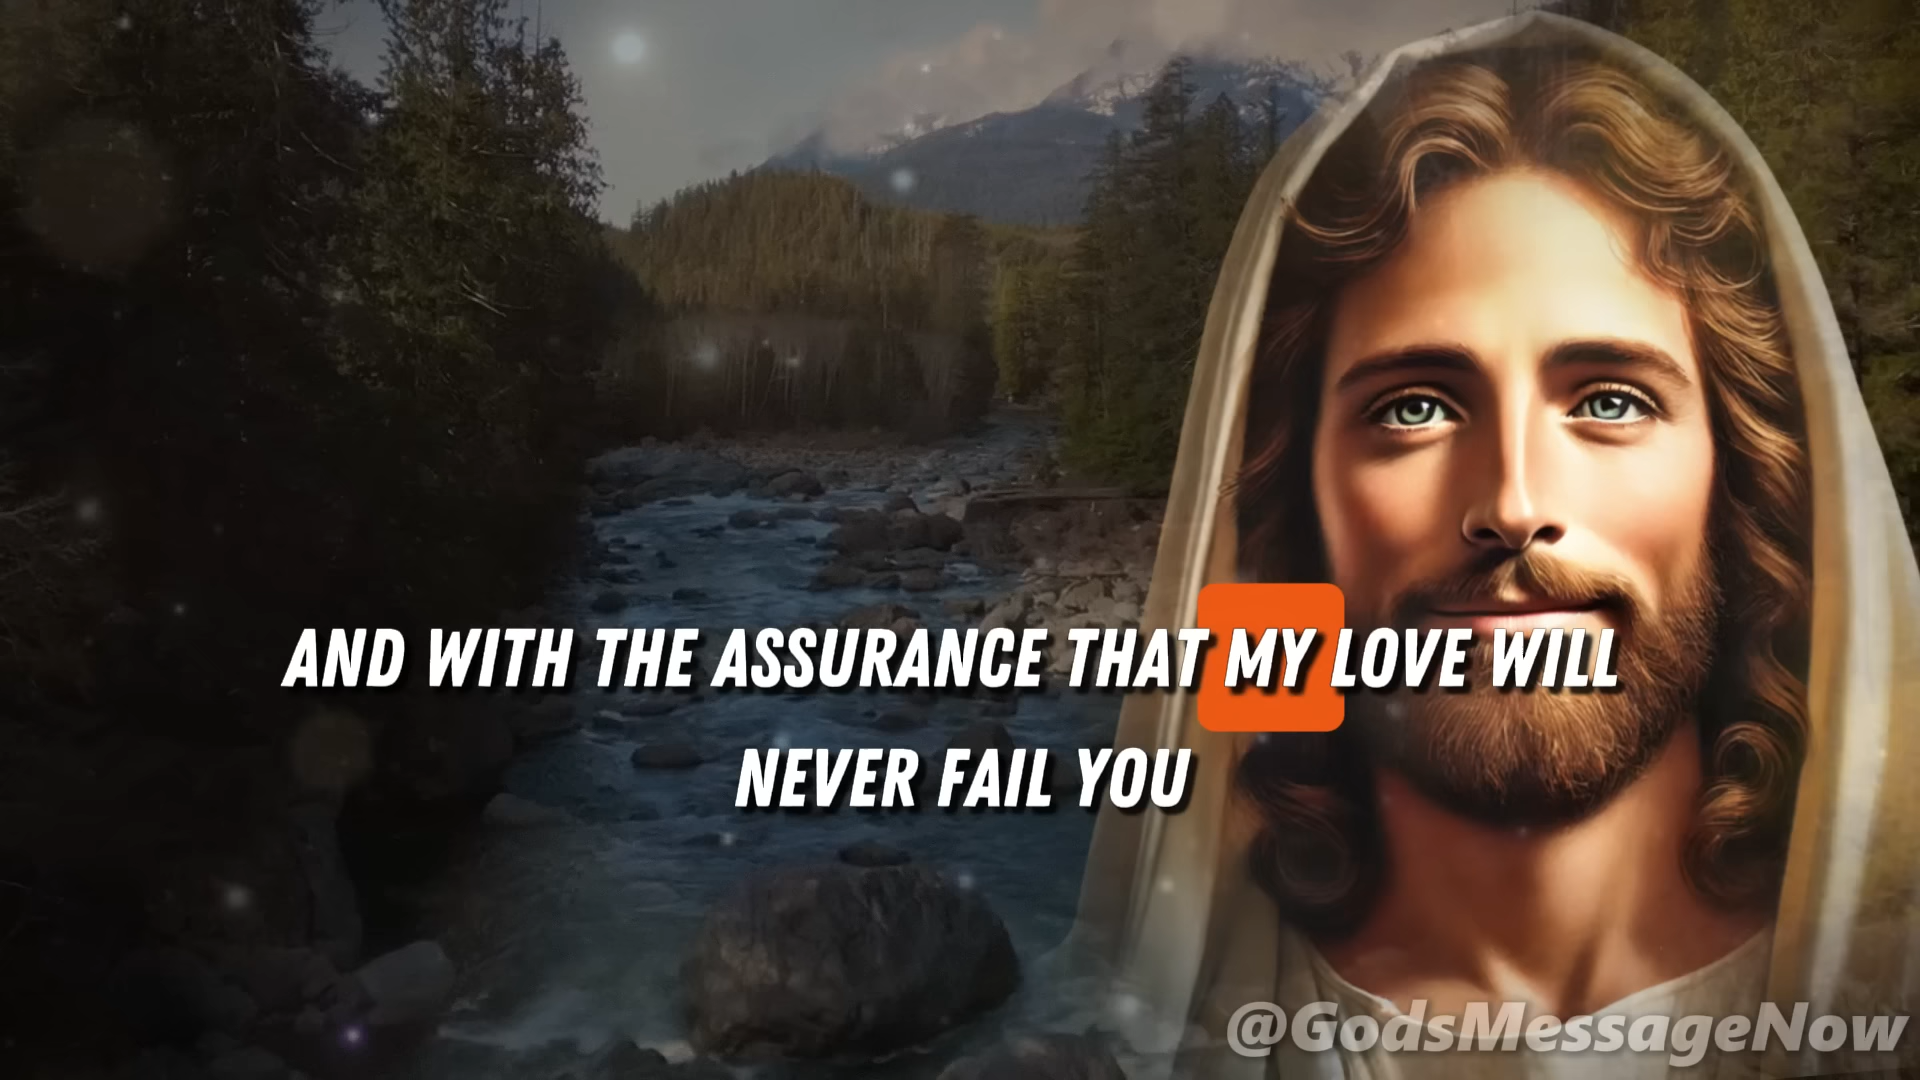 AND WITH THE ASSURANCE THAT MY LOVE WILL
NEVER FAIL YOU
@GodsMessageNow